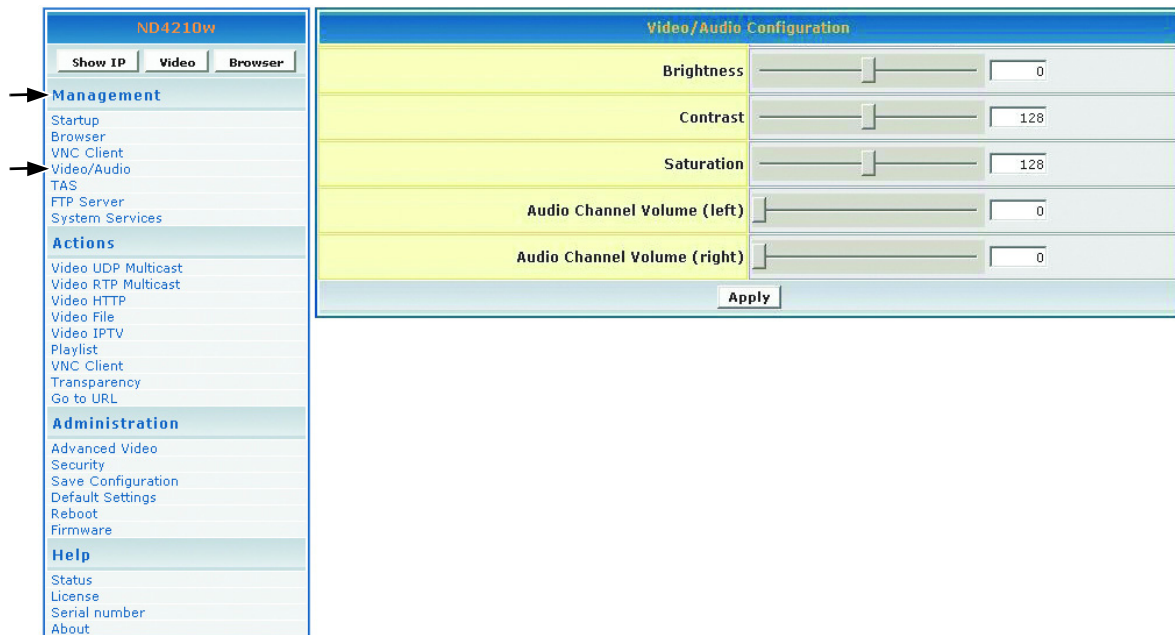 ND4210w
Show IP Video Browser
Management
Startup
Browser
VNC Client
Video/Audio
TAS
FTP Server
System Services
Actions
Video UDP Multicast
Video RTP Multicast
Video HTTP
Video File
Video IPTV
Playlist
VNC Client
Transparency
Go to URL
Administration
Advanced Video
Security
Save Configuration
Default Settings
Reboot
Firmware
Help
Status
License
Serial number
About
Video/Audio Configuration
Brightness 0
Contrast 128
Saturation 128
Audio Channel Volume (left) 0
Audio Channel Volume (right) 0
Apply